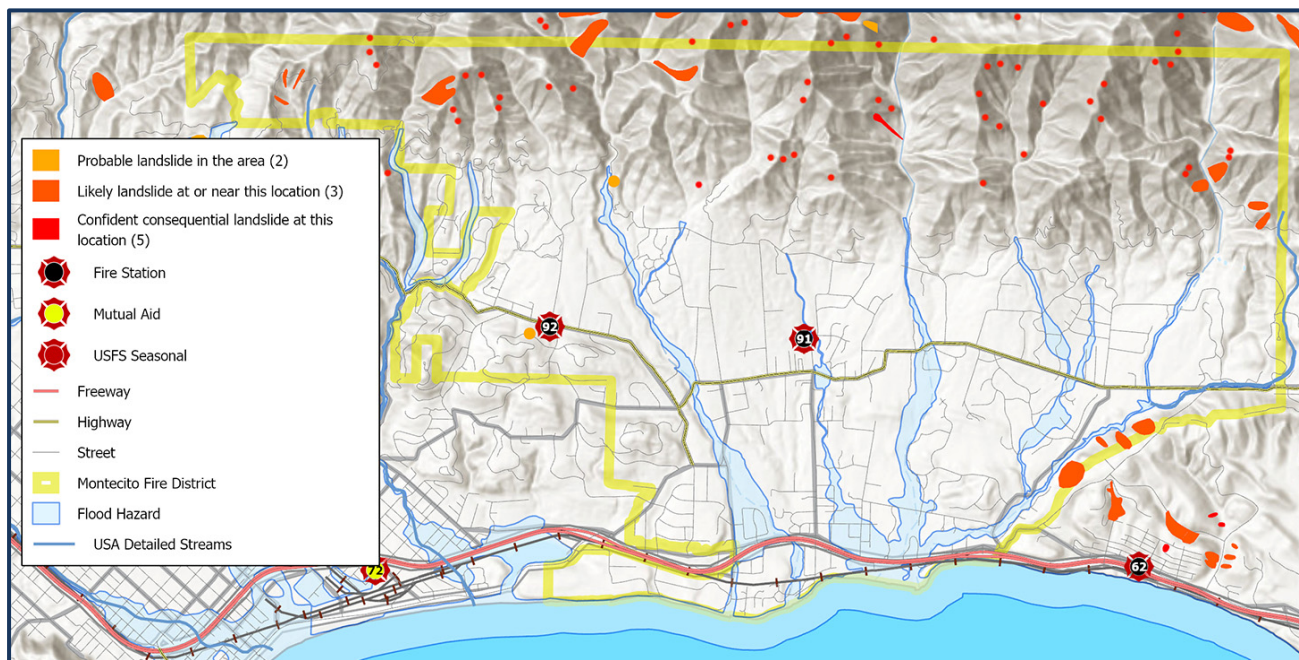 Probable landslide in the area (2)
Likely landslide at or near this location (3)
Confident consequential landslide at this
location (5)
Fire Station
Mutual Aid
USFS Seasonal
Freeway
Highway
Street
Montecito Fire District
Flood Hazard
USA Detailed Streams
92
91
72
62